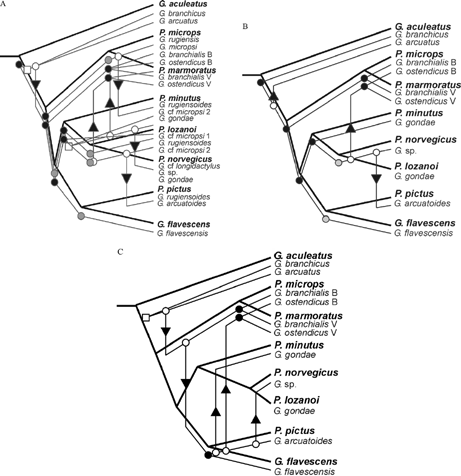 A
G. aculeatus
G. branchicus
G. arcuatus
P. microps
G. rugiensis
G. micropsi
G. branchialis B
G. ostendicus B
P. marmoratus
G. branchialis V
G. ostendicus V
P. minutus
G. rugiensoides
G. cf micropsi 2
G. gondae
P. lozanoi
G. cf micropsi 1
G. rugiensoides
G. cf micropsi 2
P. norvegicus
G. cf longidactylus
G. sp.
G. gondae
P. pictus
G. rugiensoides
G. arcuatoides
G. flavescens
G. flavescensis
B
G. aculeatus
G. branchicus
G. arcuatus
P. microps
G. branchialis B
G. ostendicus B
P. marmoratus
G. branchialis V
G. ostendicus V
P. minutus
G. gondae
P. norvegicus
G. sp.
P. lozanoi
G. gondae
P. pictus
G. arcuatoides
G. flavescens
G. flavescensis
C
G. aculeatus
G. branchicus
G. arcuatus
P. microps
G. branchialis B
G. ostendicus B
P. marmoratus
G. branchialis V
G. ostendicus V
P. minutus
G. gondae
P. norvegicus
G. sp.
P. lozanoi
G. gondae
P. pictus
G. arcuatoides
G. flavescens
G. flavescensis